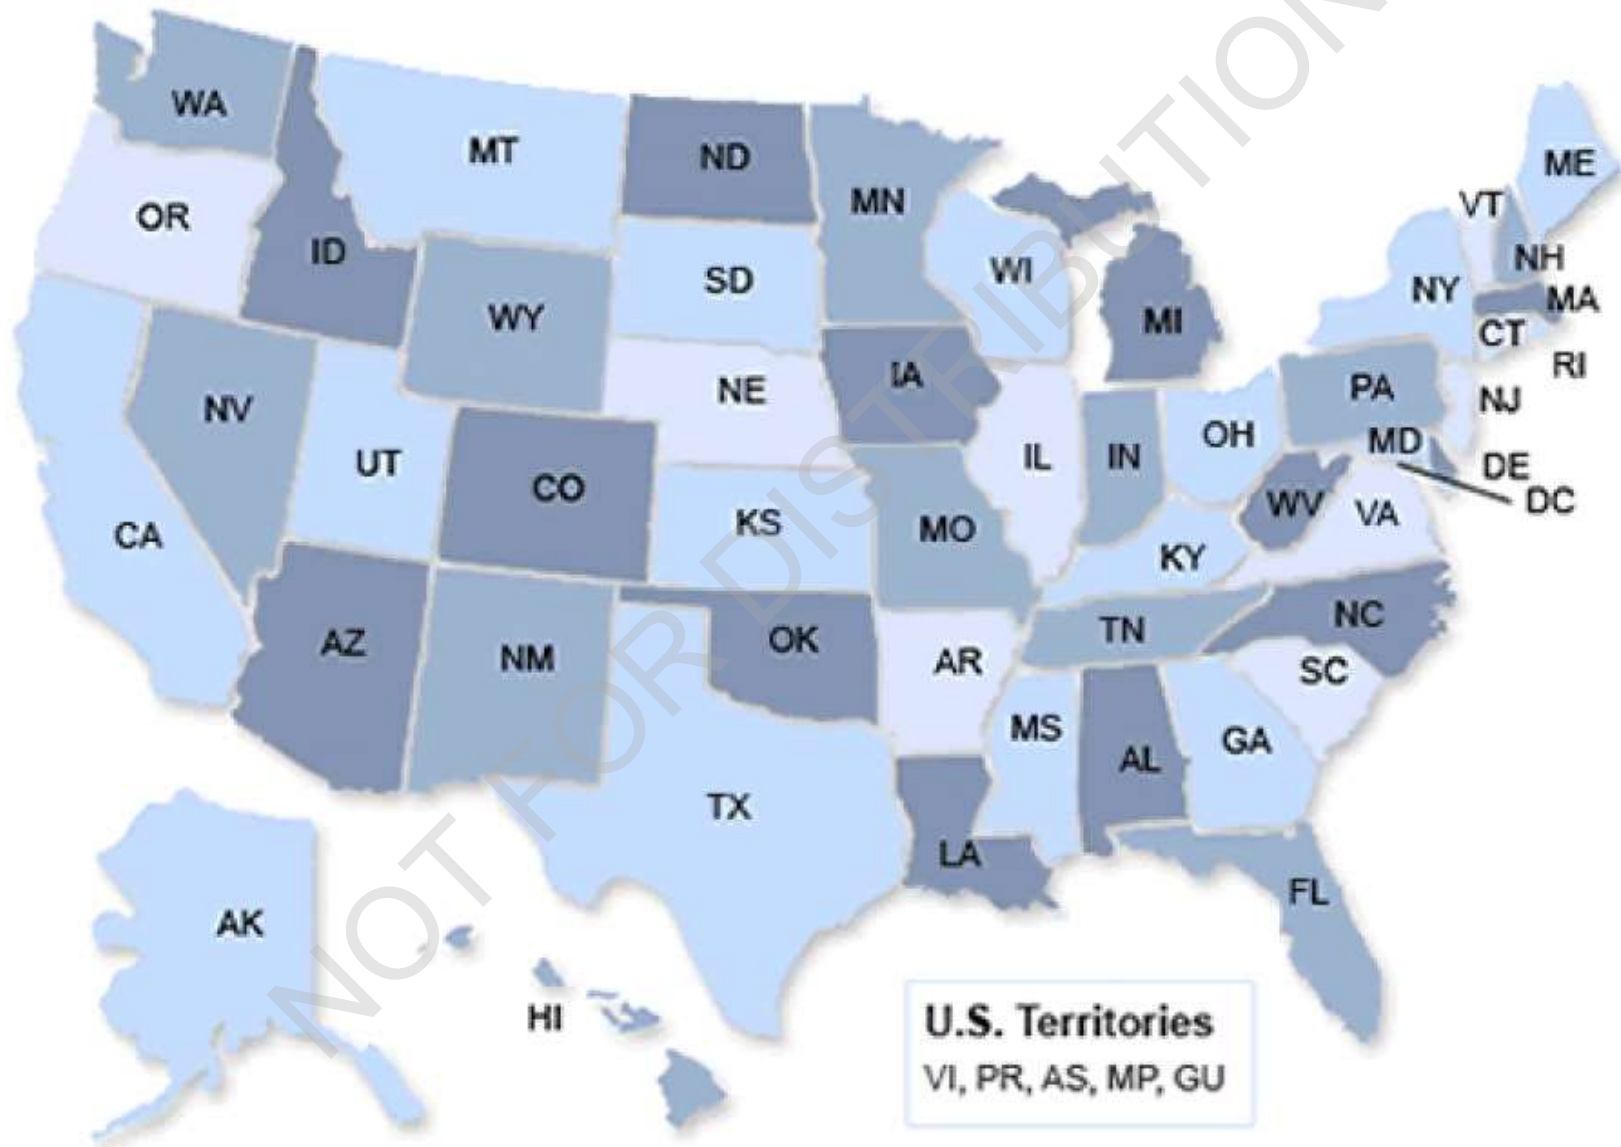 WA
MT
ND
MN
ME
VT
OR
ID
SD
WI
NH
NY
MA
WY
MI
CT
RI
IA
NE
PA
NJ
NV
UT
OH
MD
IL
IN
DE
CO
DC
WV
VA
KS
CA
MO
KY
NC
TN
AZ
NM
OK
AR
SC
MS
GA
AL
TX
LA
FL
AK
HI
U.S. Territories
VI, PR, AS, MP, GU
NOT FOR DISTRIBUTION